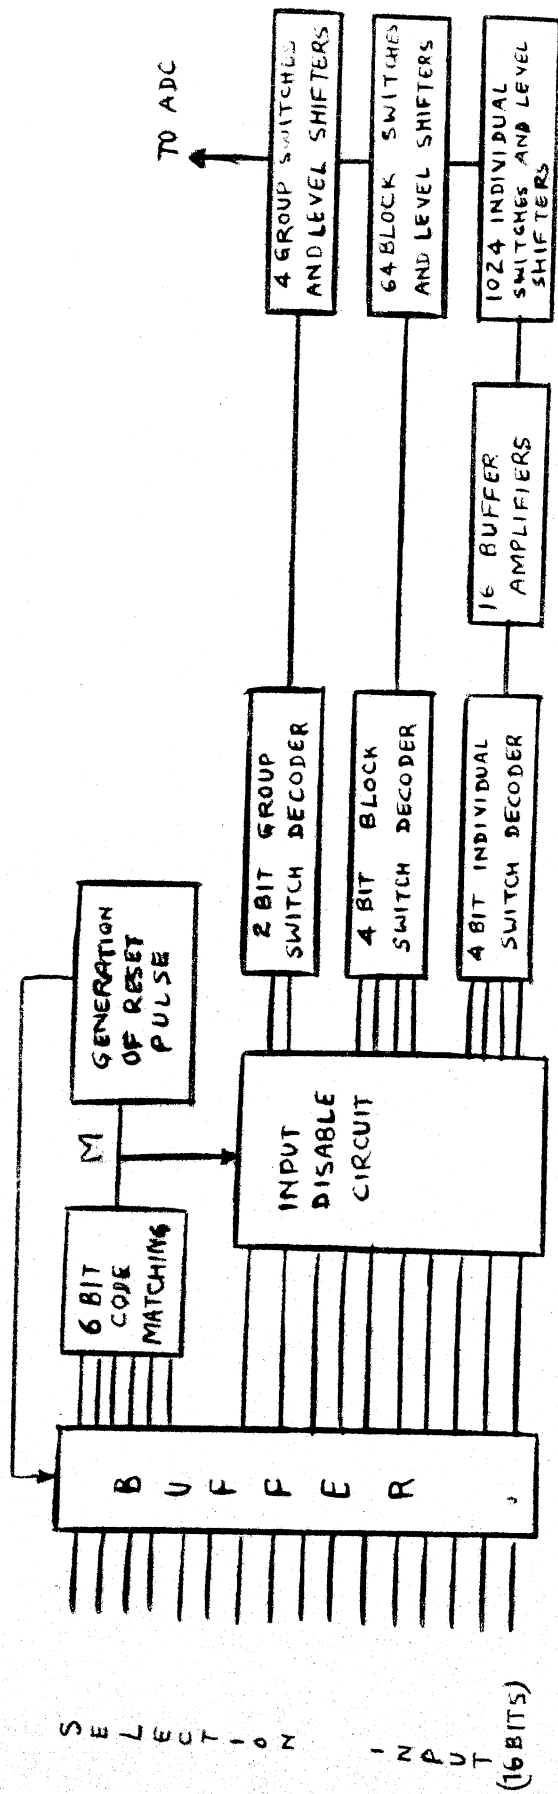 SELECTION INPUT
(16 BITS)
BUFFER
6 BIT
CODE
MATCHING
M
GENERATION
OF RESET
PULSE
INPUT
DISABLE
CIRCUIT
2 BIT GROUP
SWITCH DECODER
4 BIT BLOCK
SWITCH DECODER
4 BIT INDIVIDUAL
SWITCH DECODER
16 BUFFER
AMPLIFIERS
TO ADC
4 GROUP SWITCHES
AND LEVEL SHIFTERS
64 BLOCK SWITCHES
AND LEVEL SHIFTERS
1024 INDIVIDUAL
SWITCHES AND LEVEL
SHIFTERS